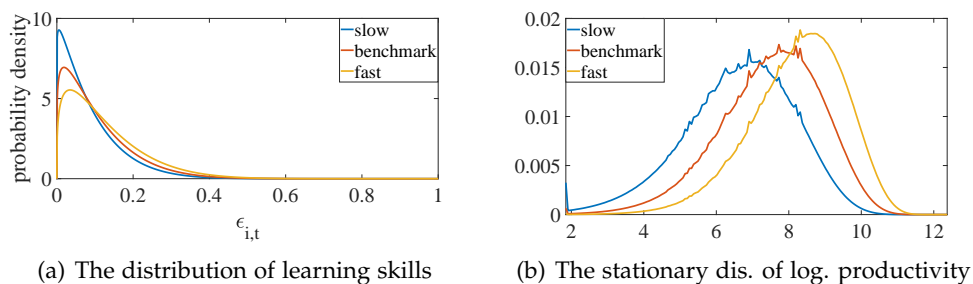 10
5
0
probability density
slow
benchmark
fast
0 0.2 0.4 0.6 0.8 1
ϵi,t
(a) The distribution of learning skills
0.02
0.015
0.01
0.005
0
slow
benchmark
fast
2 4 6 8 10 12
(b) The stationary dis. of log. productivity